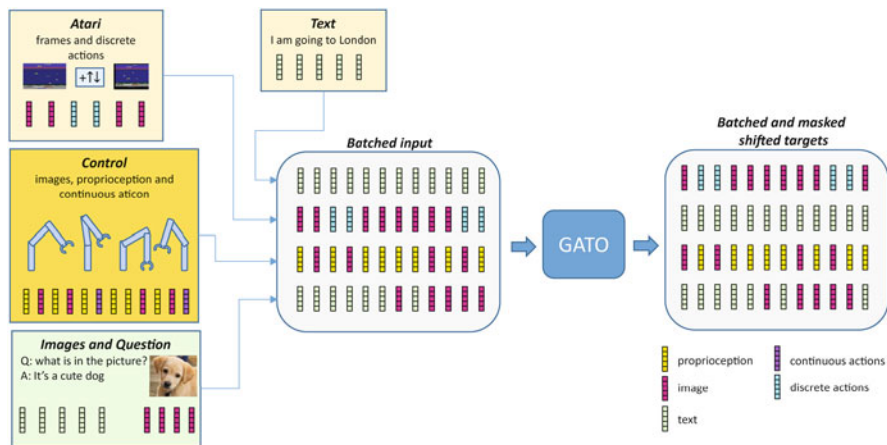 Atari
frames and discrete
actions
+↑↓
Text
I am going to London
Control
images, proprioception and
continuous aticon
Images and Question
Q: what is in the picture?
A: It's a cute dog
Batched input
GATO
Batched and masked
shifted targets
proprioception
image
text
continuous actions
discrete actions